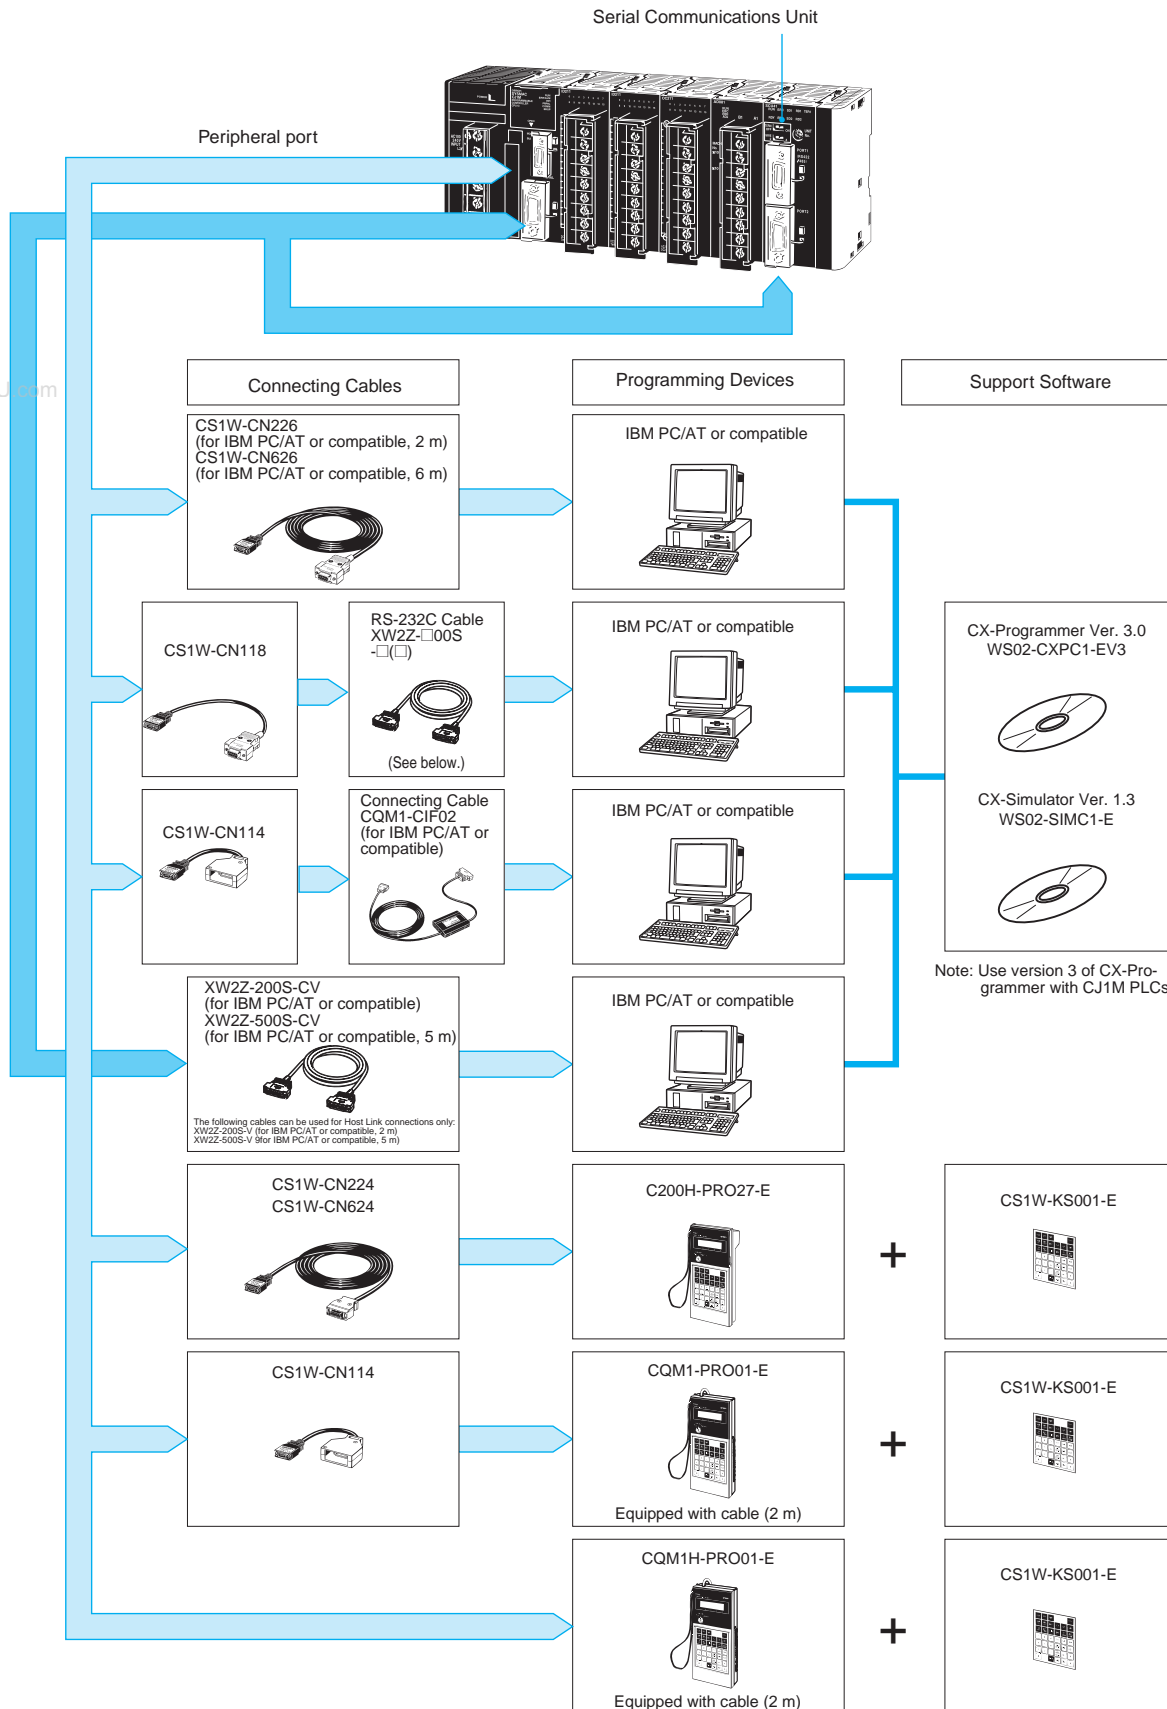 Serial Communications Unit
Peripheral port
Connecting Cables
Programming Devices
Support Software
CS1W-CN226
(for IBM PC/AT or compatible, 2 m)
CS1W-CN626
(for IBM PC/AT or compatible, 6 m)
IBM PC/AT or compatible
CS1W-CN118
RS-232C Cable
XW2Z-□00S
-□(□)
(See below.)
IBM PC/AT or compatible
CX-Programmer Ver. 3.0
WS02-CXPC1-EV3
CS1W-CN114
Connecting Cable
CQM1-CIF02
(for IBM PC/AT or
compatible)
IBM PC/AT or compatible
CX-Simulator Ver. 1.3
WS02-SIMC1-E
Note: Use version 3 of CX-Pro-
grammer with CJ1M PLCs
XW2Z-200S-CV
(for IBM PC/AT or compatible)
XW2Z-500S-CV
(for IBM PC/AT or compatible, 5 m)
The following cables can be used for Host Link connections only:
XW2Z-200S-V (for IBM PC/AT or compatible, 2 m)
XW2Z-500S-V 9for IBM PC/AT or compatible, 5 m)
IBM PC/AT or compatible
CS1W-CN224
CS1W-CN624
C200H-PRO27-E
+
CS1W-KS001-E
CS1W-CN114
CQM1-PRO01-E
Equipped with cable (2 m)
+
CS1W-KS001-E
CQM1H-PRO01-E
Equipped with cable (2 m)
+
CS1W-KS001-E